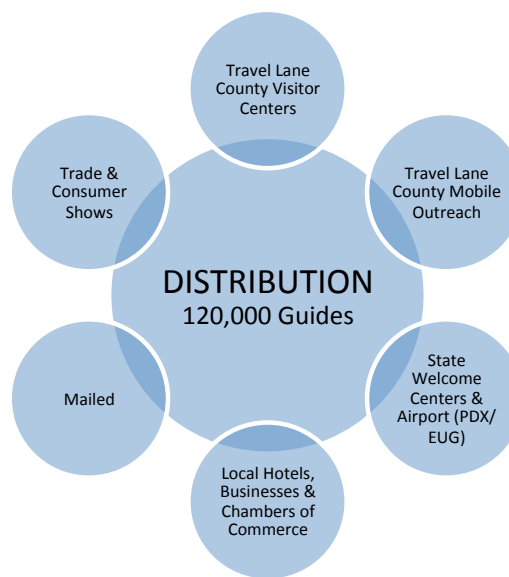 Travel Lane
County Visitor
Centers
Trade &
Consumer
Shows
Travel Lane
County Mobile
Outreach
DISTRIBUTION
120,000 Guides
Mailed
State
Welcome
Centers &
Airport (PDX/
EUG)
Local Hotels,
Businesses &
Chambers of
Commerce